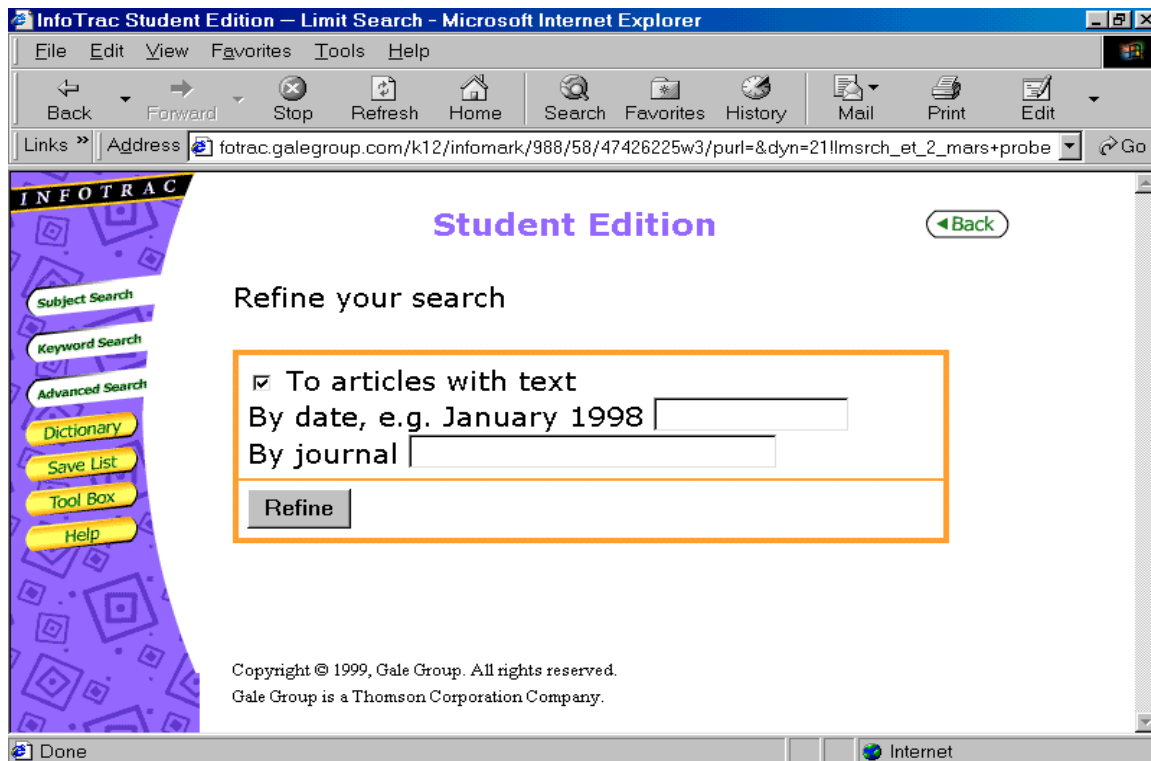 InfoTrac Student Edition — Limit Search - Microsoft Internet Explorer
File Edit View Favorites Tools Help
Back Forward Stop Refresh Home Search Favorites History Mail Print Edit
Links » Address fotrac.galegroup.com/k12/infomark/988/58/47426225w3/purl=&dyn=21!lmsrch_et_2_mars+probe Go
INFOTRAC
Student Edition
Back
Subject Search
Keyword Search
Advanced Search
Dictionary
Save List
Tool Box
Help
Refine your search
To articles with text
By date, e.g. January 1998
By journal
Refine
Copyright © 1999, Gale Group. All rights reserved.
Gale Group is a Thomson Corporation Company.
Done Internet